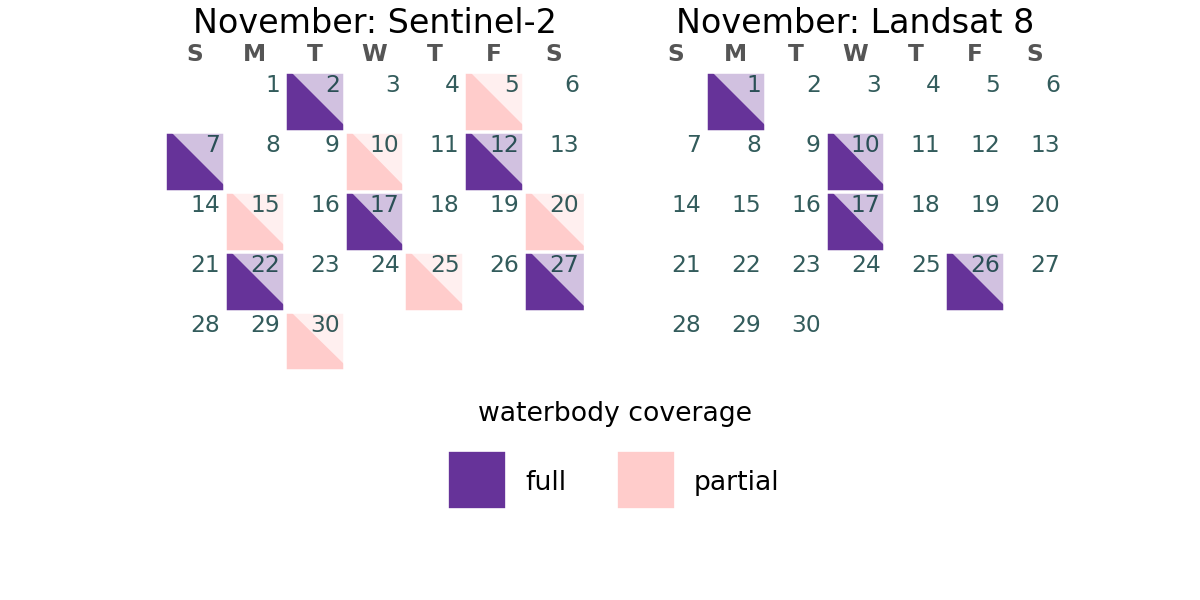 November: Sentinel-2
S M T W T F S
1 2 3 4 5 6
7 8 9 10 11 12 13
14 15 16 17 18 19 20
21 22 23 24 25 26 27
28 29 30
November: Landsat 8
S M T W T F S
1 2 3 4 5 6
7 8 9 10 11 12 13
14 15 16 17 18 19 20
21 22 23 24 25 26 27
28 29 30
waterbody coverage
full partial